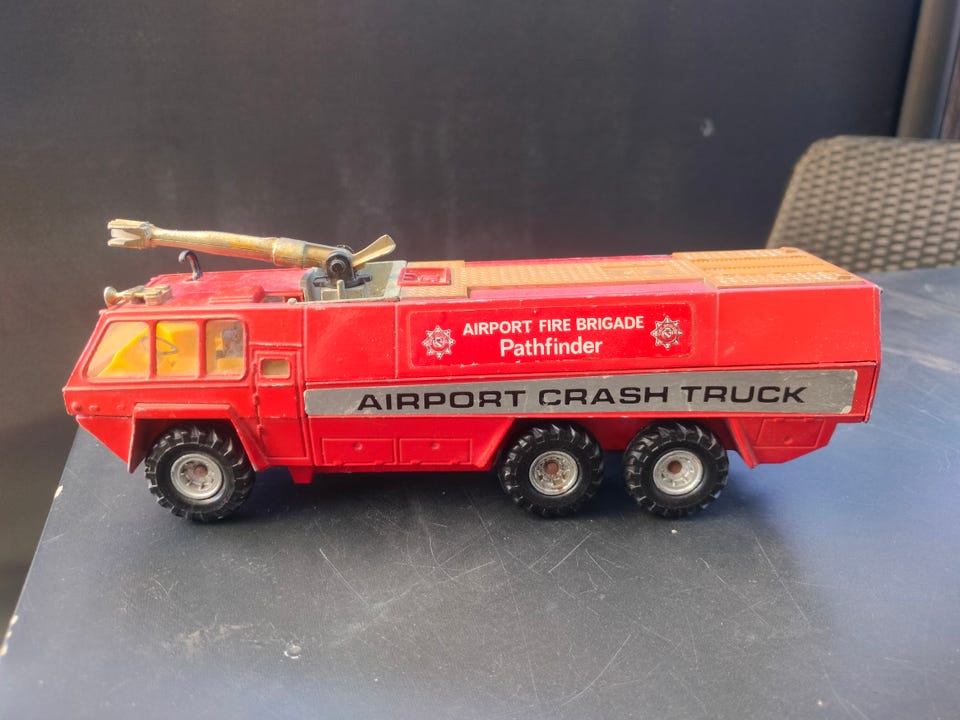 AIRPORT FIRE BRIGADE
Pathfinder
AIRPORT CRASH TRUCK